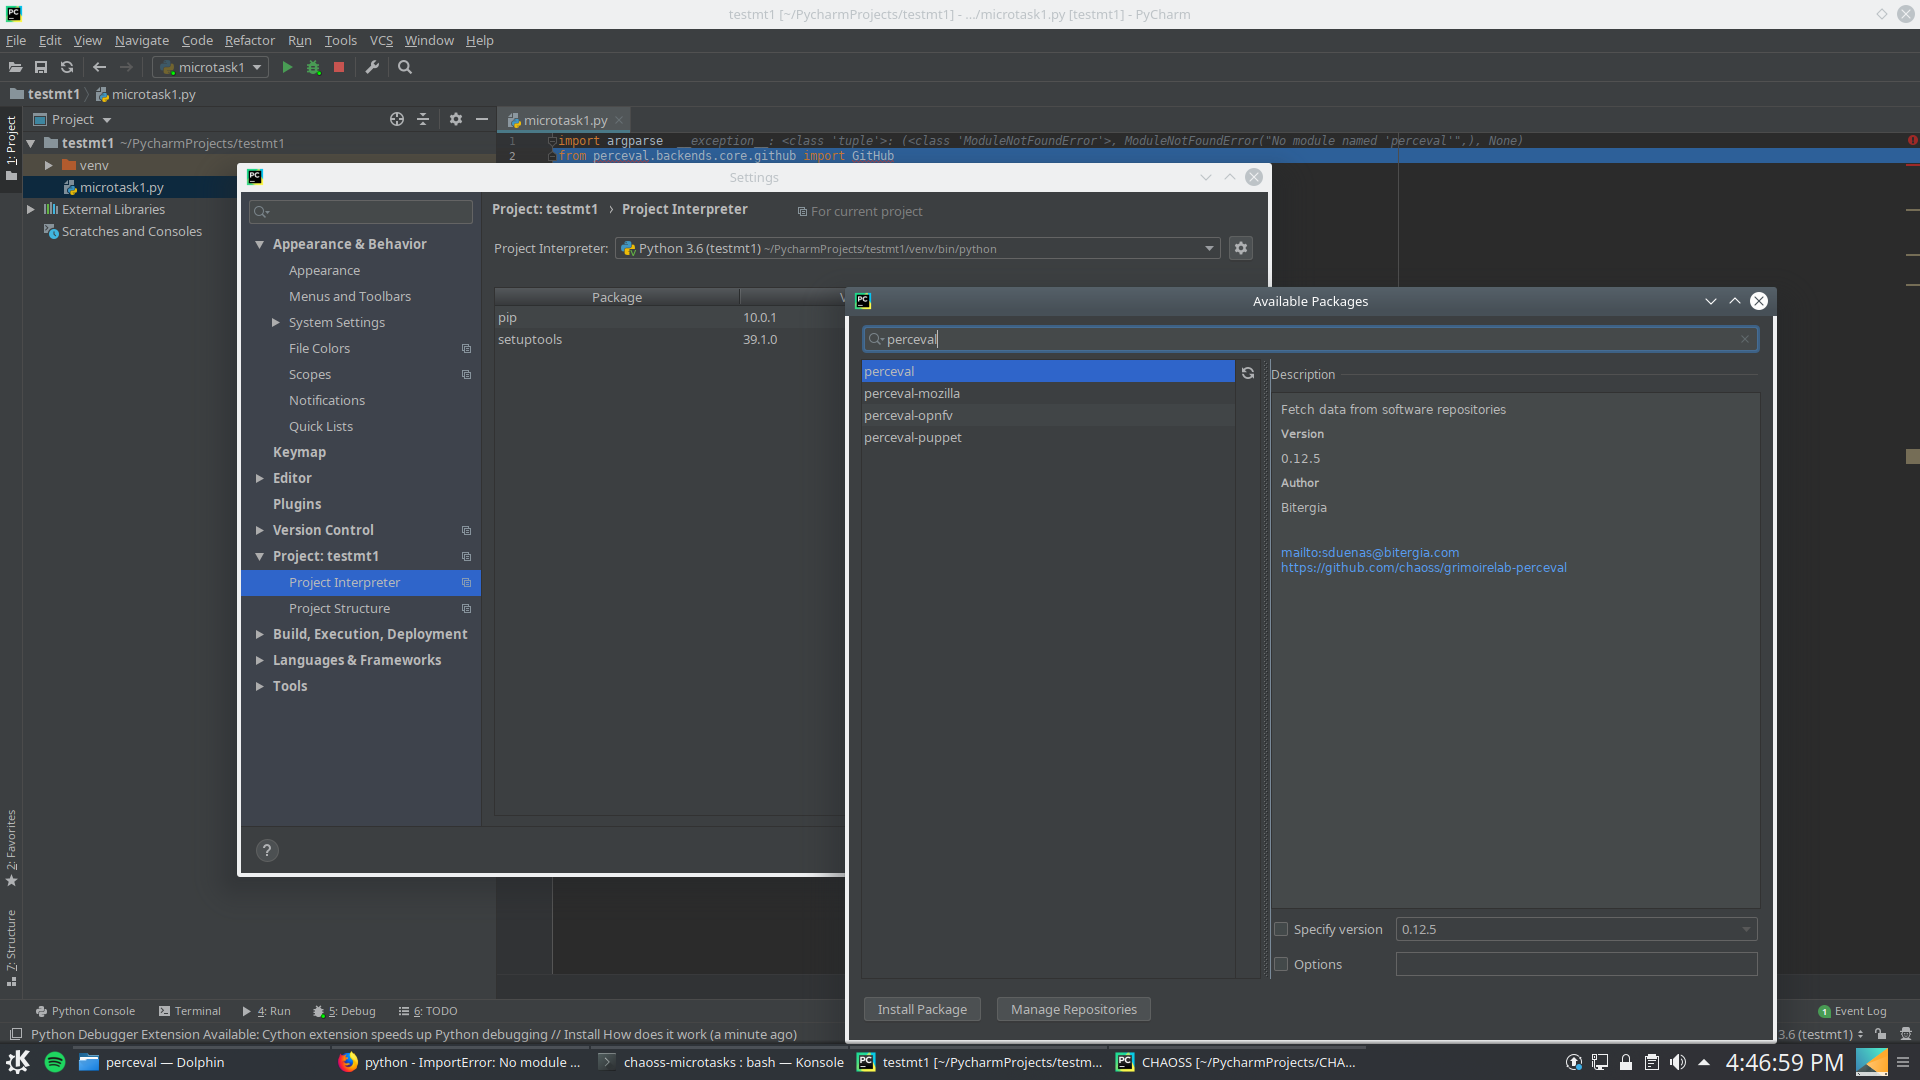 testmt1 [~/PycharmProjects/testmt1] - .../microtask1.py [testmt1] - PyCharm
File Edit View Navigate Code Refactor Run Tools VCS Window Help
microtask1
testmt1 microtask1.py
1: Project
Project
microtask1.py
testmt1 ~/PycharmProjects/testmt1
venv
microtask1.py
External Libraries
Scratches and Consoles
1 import argparse __exception__: <class 'tuple'>: (<class 'ModuleNotFoundError'>, ModuleNotFoundError("No module named 'perceval'",), None)
2 from perceval.backends.core.github import GitHub
Settings
Appearance & Behavior
Appearance
Menus and Toolbars
System Settings
File Colors
Scopes
Notifications
Quick Lists
Keymap
Editor
Plugins
Version Control
Project: testmt1
Project Interpreter
Project Structure
Build, Execution, Deployment
Languages & Frameworks
Tools
?
Project: testmt1 › Project Interpreter For current project
Project Interpreter: Python 3.6 (testmt1) ~/PycharmProjects/testmt1/venv/bin/python
Package V
pip 10.0.1
setuptools 39.1.0
Available Packages
perceval
perceval
perceval-mozilla
perceval-opnfv
perceval-puppet
Description
Fetch data from software repositories
Version
0.12.5
Author
Bitergia
mailto:sduenas@bitergia.com
https://github.com/chaoss/grimoirelab-perceval
Specify version 0.12.5
Options
Install Package Manage Repositories
2: Favorites
7: Structure
Python Console Terminal 4: Run 5: Debug 6: TODO
1 Event Log
Python Debugger Extension Available: Cython extension speeds up Python debugging // Install How does it work (a minute ago)
3.6 (testmt1)
perceval — Dolphin python - ImportError: No module ... chaoss-microtasks : bash — Konsole testmt1 [~/PycharmProjects/testm... CHAOSS [~/PycharmProjects/CHA... 4:46:59 PM